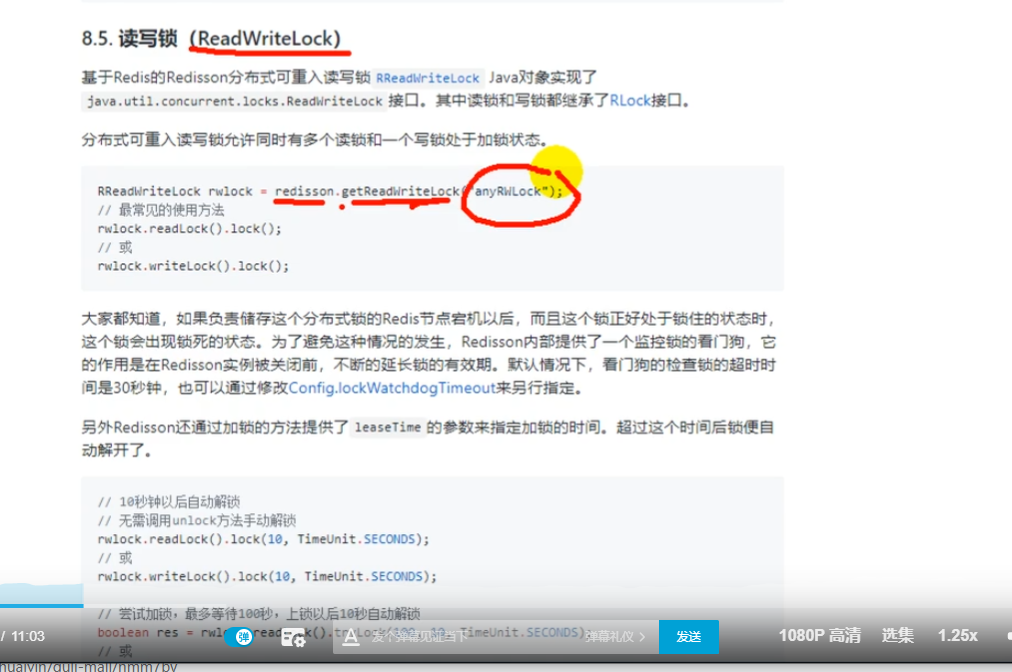 8.5. 读写锁（ReadWriteLock）
基于Redis的Redisson分布式可重入读写锁 RReadWriteLock Java对象实现了
java.util.concurrent.locks.ReadWriteLock 接口。其中读锁和写锁都继承了RLock接口。
分布式可重入读写锁允许同时有多个读锁和一个写锁处于加锁状态。
RReadWriteLock rwlock = redisson.getReadWriteLock("anyRWLock");
// 最常见的使用方法
rwlock.readLock().lock();
// 或
rwlock.writeLock().lock();
大家都知道，如果负责储存这个分布式锁的Redis节点宕机以后，而且这个锁正好处于锁住的状态时，
这个锁会出现锁死的状态。为了避免这种情况的发生，Redisson内部提供了一个监控锁的看门狗，它
的作用是在Redisson实例被关闭前，不断的延长锁的有效期。默认情况下，看门狗的检查锁的超时时
间是30秒钟，也可以通过修改Config.lockWatchdogTimeout来另行指定。
另外Redisson还通过加锁的方法提供了 leaseTime 的参数来指定加锁的时间。超过这个时间后锁便自
动解开了。
// 10秒钟以后自动解锁
// 无需调用unlock方法手动解锁
rwlock.readLock().lock(10, TimeUnit.SECONDS);
// 或
rwlock.writeLock().lock(10, TimeUnit.SECONDS);
// 尝试加锁，最多等待100秒，上锁以后10秒自动解锁
boolean res = TimeUnit.SECONDS)
/ 11:03 弹 A 发个弹幕见证当下 弹幕礼仪 > 发送 1080P 高清 选集 1.25x
// 或